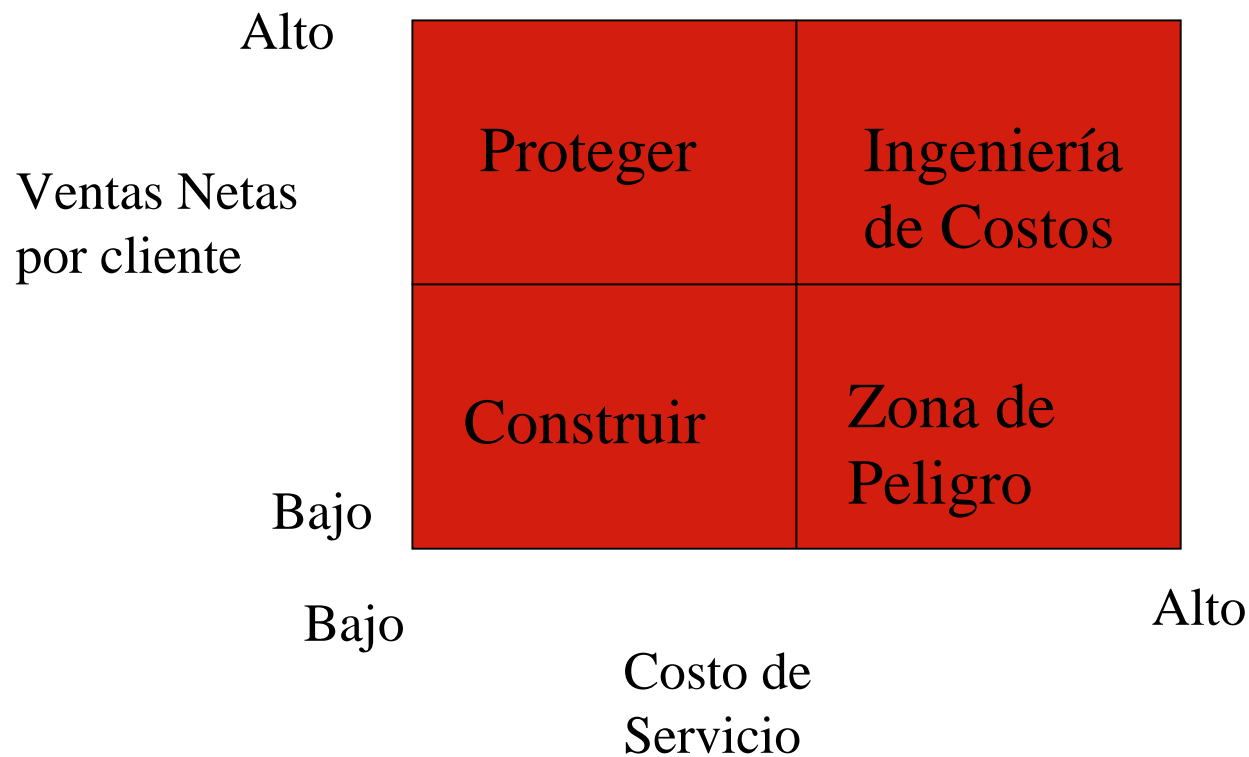 Alto
Proteger
Ingeniería
de Costos
Ventas Netas
por cliente
Construir
Zona de
Peligro
Bajo
Bajo
Alto
Costo de
Servicio